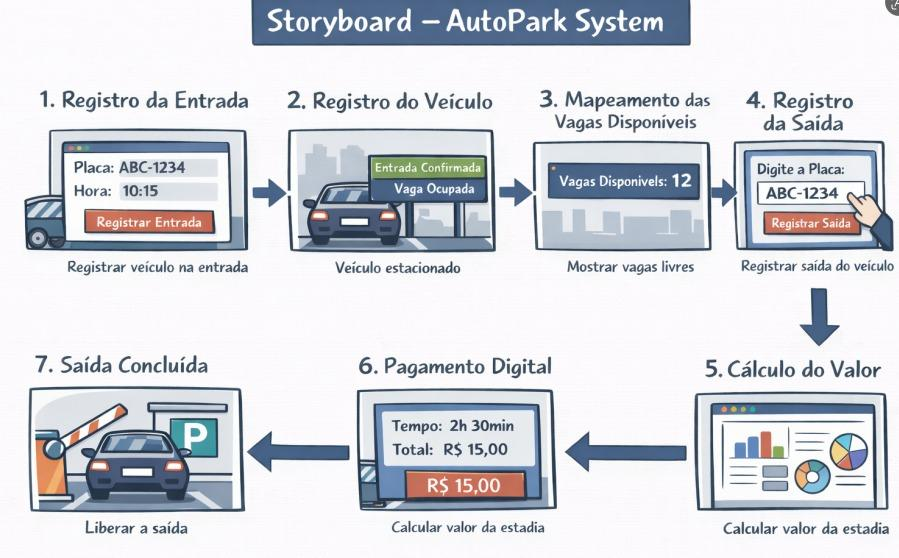 Storyboard – AutoPark System
1. Registro da Entrada
Placa: ABC-1234
Hora: 10:15
Registrar Entrada
Registrar veículo na entrada
2. Registro do Veículo
Entrada Confirmada
Vaga Ocupada
Veículo estacionado
3. Mapeamento das
Vagas Disponíveis
Vagas Disponivels: 12
Mostrar vagas livres
4. Registro
da Saída
Digite a Placa:
ABC-1234
Registrar Saída
Registrar saída do veículo
5. Cálculo do Valor
Calcular valor da estadia
6. Pagamento Digital
Tempo: 2h 30min
Total: R$ 15,00
R$ 15,00
Calcular valor da estadia
7. Saída Concluída
P
Liberar a saída